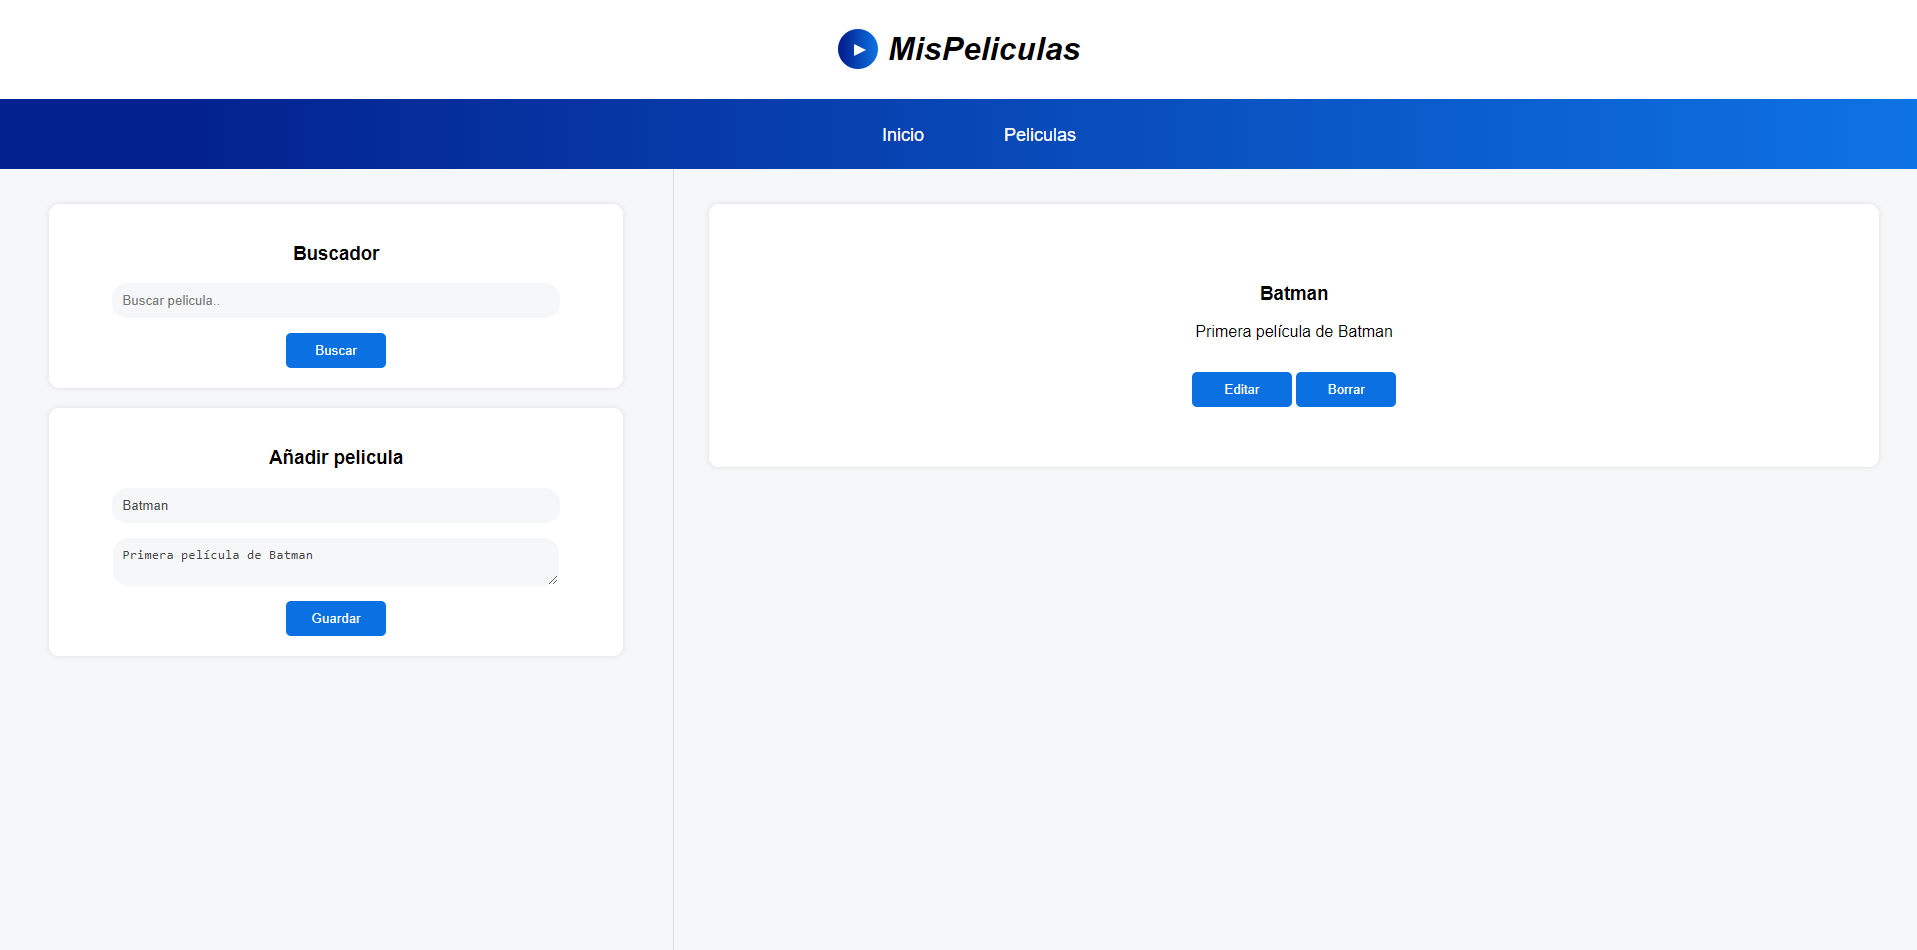 MisPeliculas
Inicio Peliculas
Buscador
Buscar pelicula..
Buscar
Añadir pelicula
Batman
Primera película de Batman
Guardar
Batman
Primera película de Batman
Editar Borrar